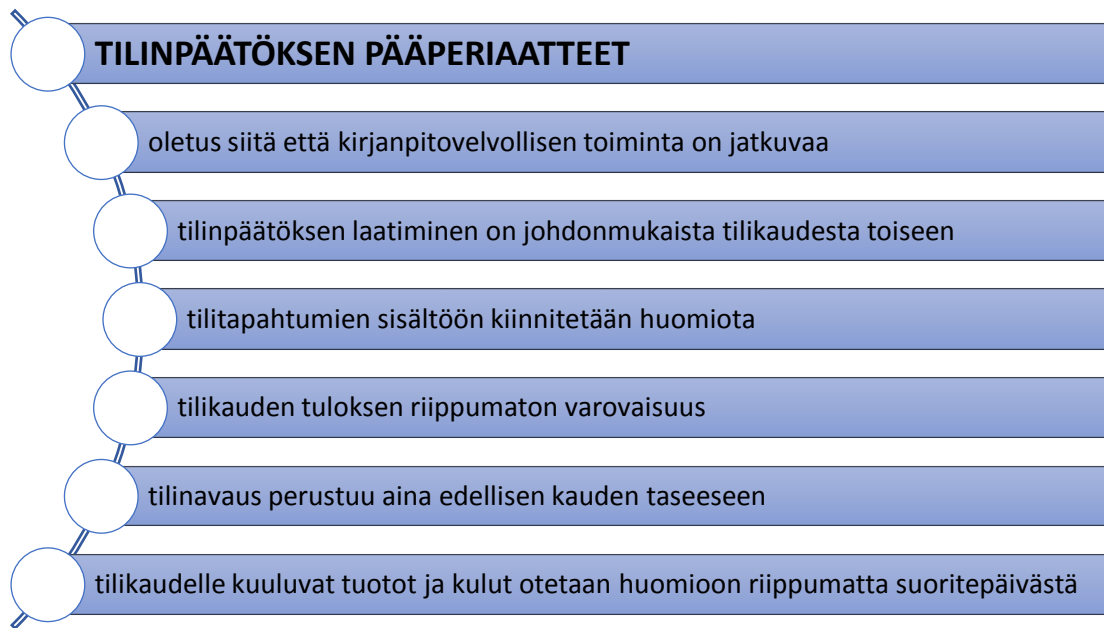 TILINPÄÄTÖKSEN PÄÄPERIAATTEET
oletus siitä että kirjanpitovelvollisen toiminta on jatkuvaa
tilinpäätöksen laatiminen on johdonmukaista tilikaudesta toiseen
tilitapahtumien sisältöön kiinnitetään huomiota
tilikauden tuloksen riippumaton varovaisuus
tilinavaus perustuu aina edellisen kauden taseeseen
tilikaudelle kuuluvat tuotot ja kulut otetaan huomioon riippumatta suoritepäivästä